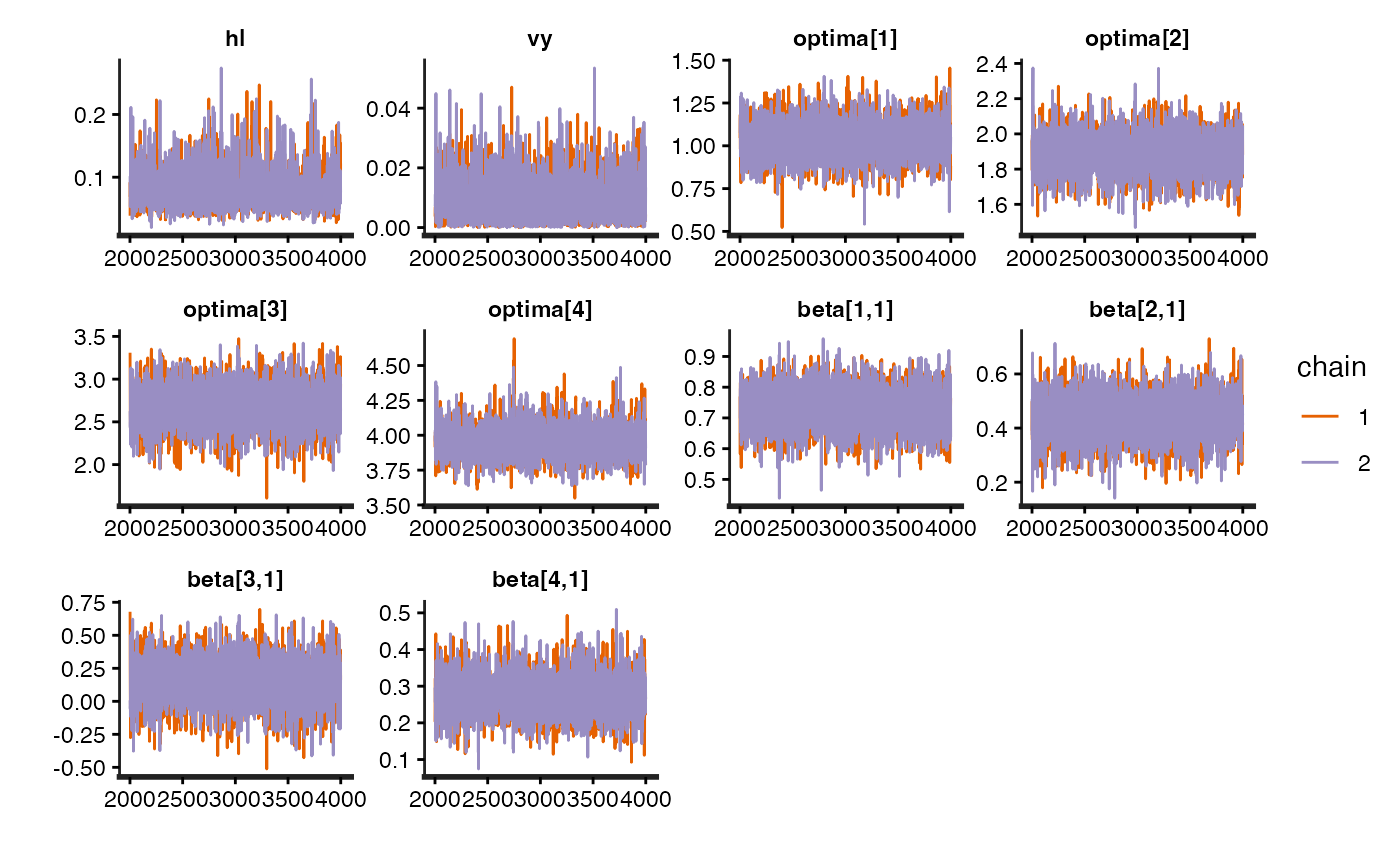 hl vy optima[1] optima[2]
0.2 0.1
0.04 0.02 0.00
1.50 1.25 1.00 0.75 0.50
2.4 2.2 2.0 1.8 1.6
2000 2500 3000 3500 4000 2000 2500 3000 3500 4000 2000 2500 3000 3500 4000 2000 2500 3000 3500 4000
optima[3] optima[4] beta[1,1] beta[2,1]
3.5 3.0 2.5 2.0
4.50 4.25 4.00 3.75 3.50
0.9 0.8 0.7 0.6 0.5
0.6 0.4 0.2
2000 2500 3000 3500 4000 2000 2500 3000 3500 4000 2000 2500 3000 3500 4000 2000 2500 3000 3500 4000
beta[3,1] beta[4,1]
0.75 0.50 0.25 0.00 -0.25 -0.50
0.5 0.4 0.3 0.2 0.1
2000 2500 3000 3500 4000 2000 2500 3000 3500 4000
chain
1
2